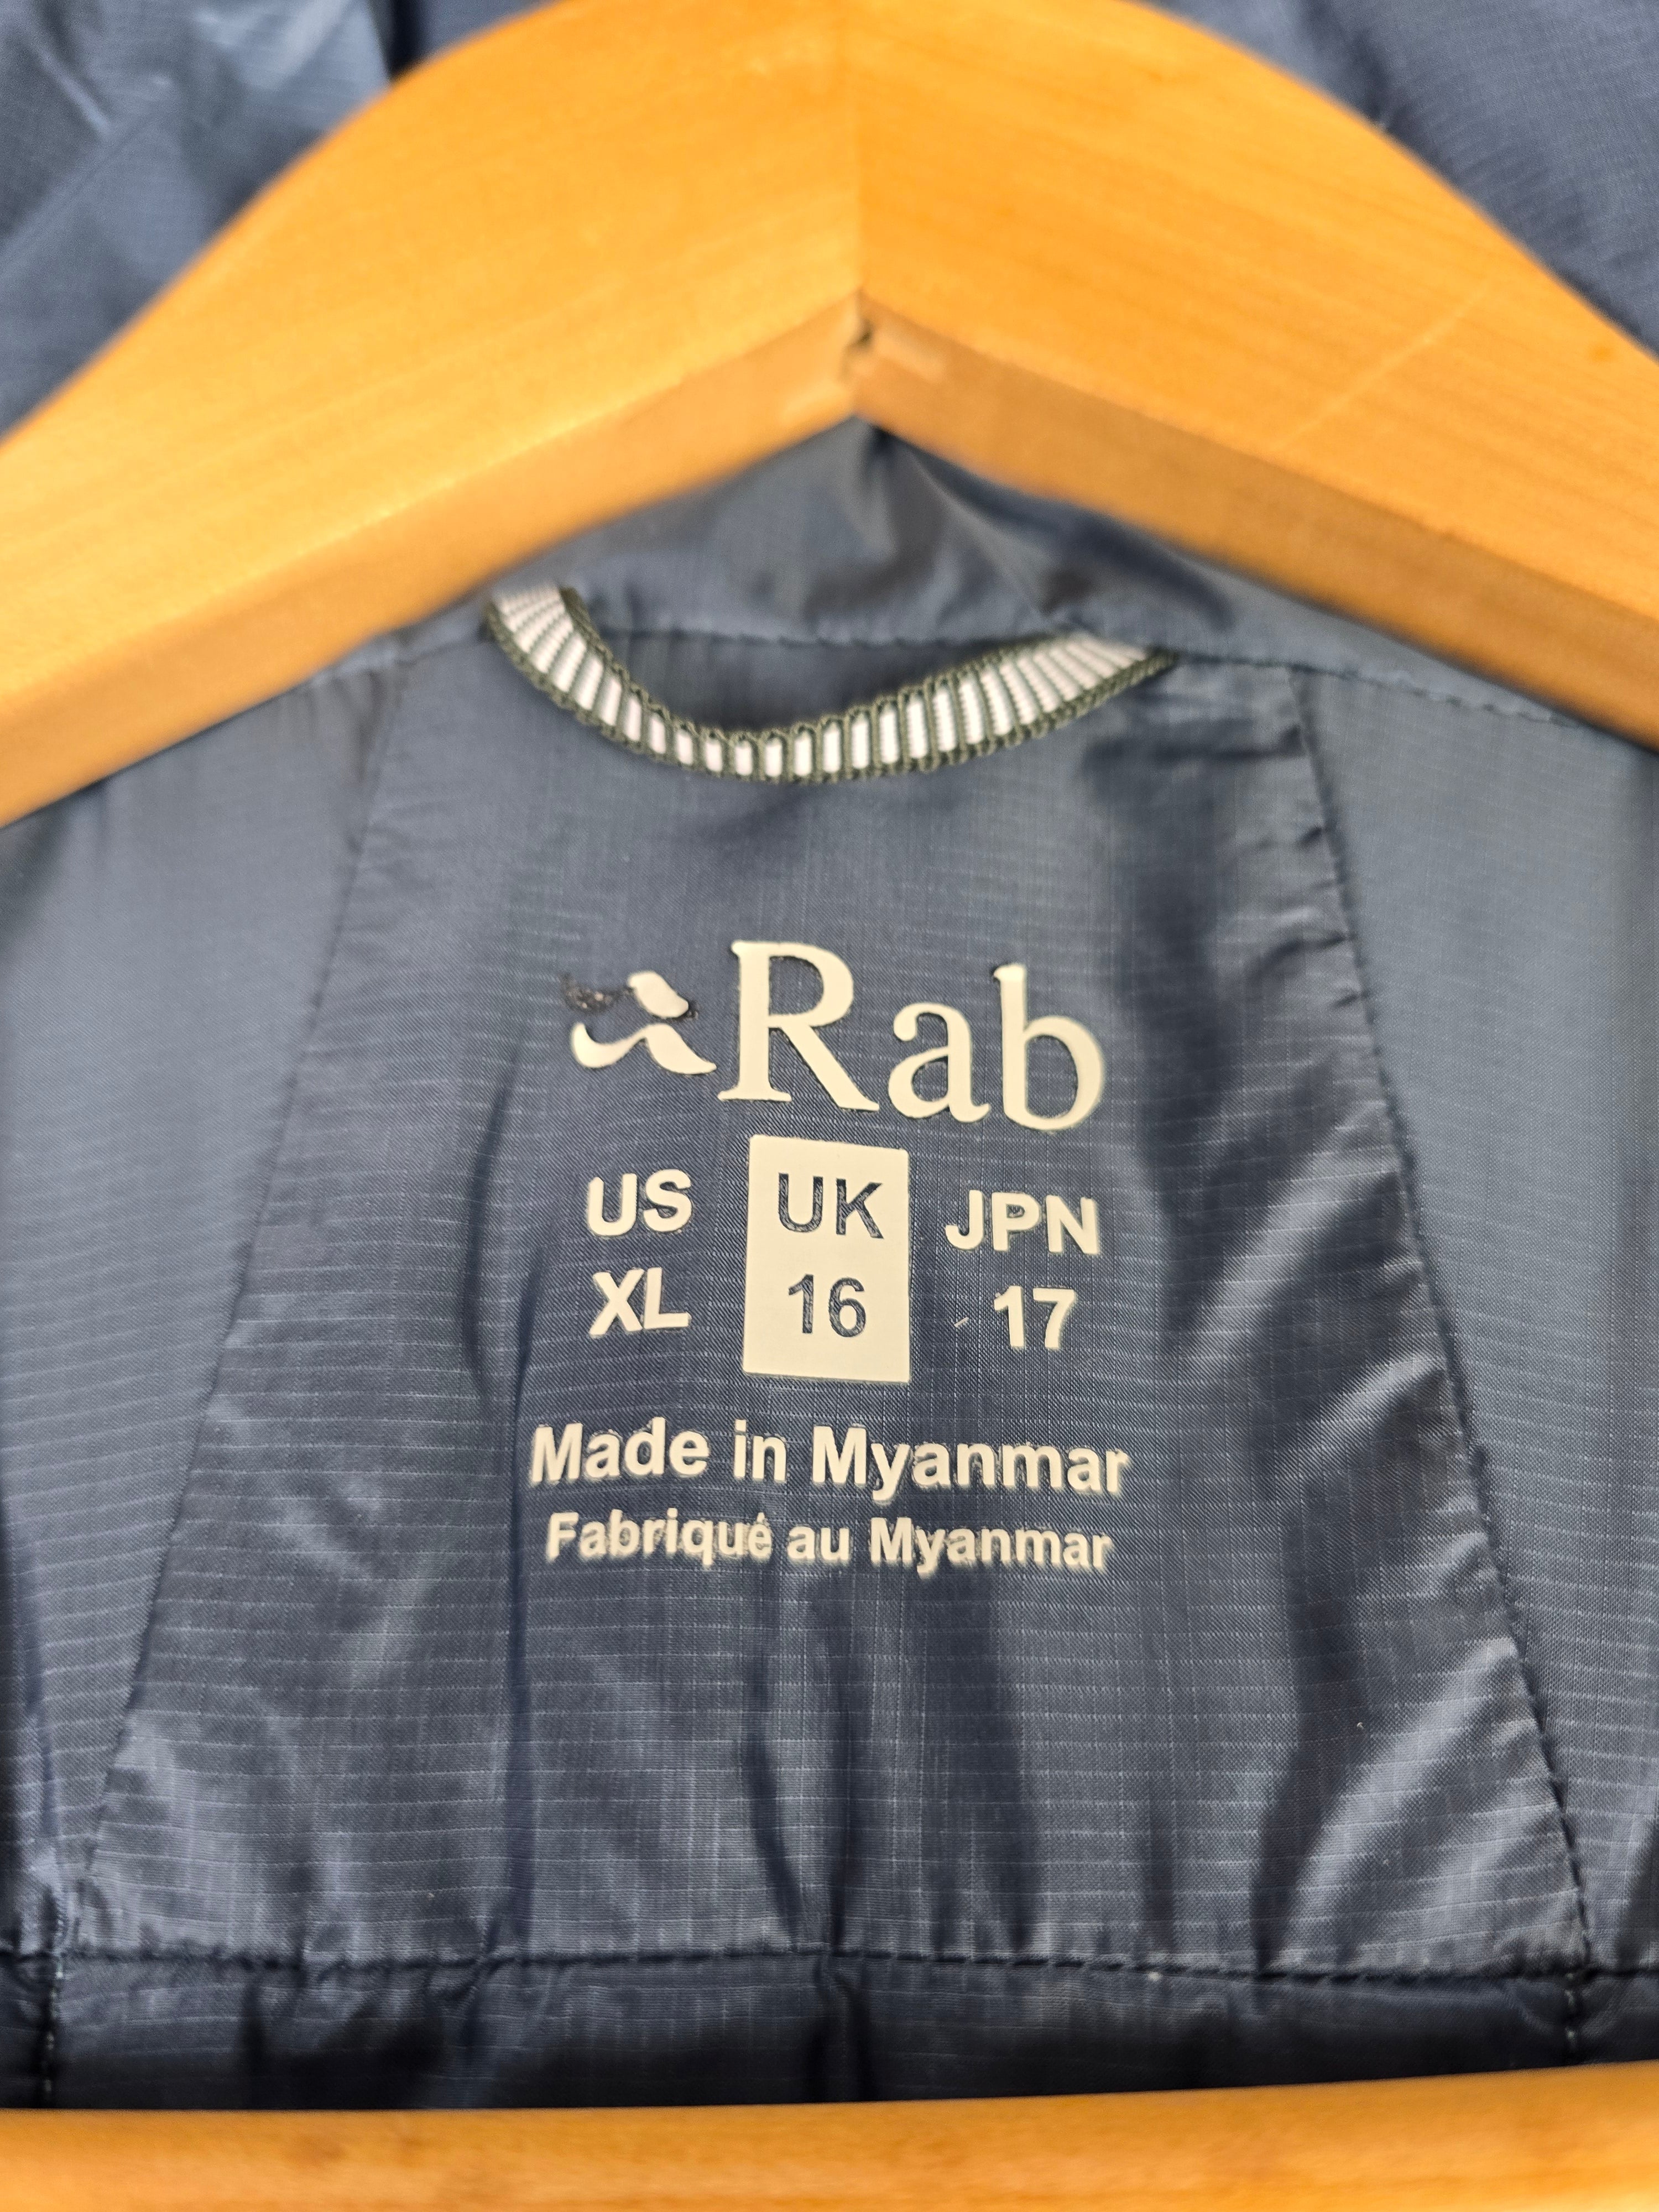 Rab
US UK JPN
XL 16 17
Made in Myanmar
Fabriqué au Myanmar